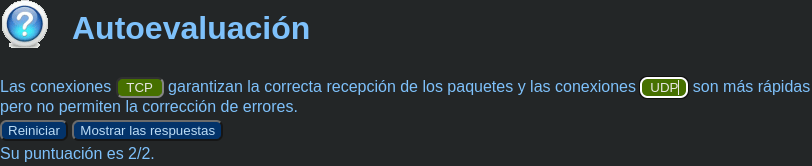 Autoevaluación
Las conexiones TCP garantizan la correcta recepción de los paquetes y las conexiones UDP son más rápidas
pero no permiten la corrección de errores.
Reiniciar Mostrar las respuestas
Su puntuación es 2/2.